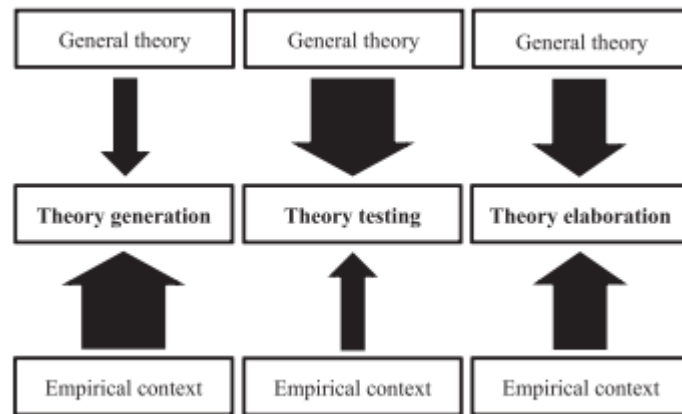 General theory
General theory
General theory
Theory generation
Theory testing
Theory elaboration
Empirical context
Empirical context
Empirical context